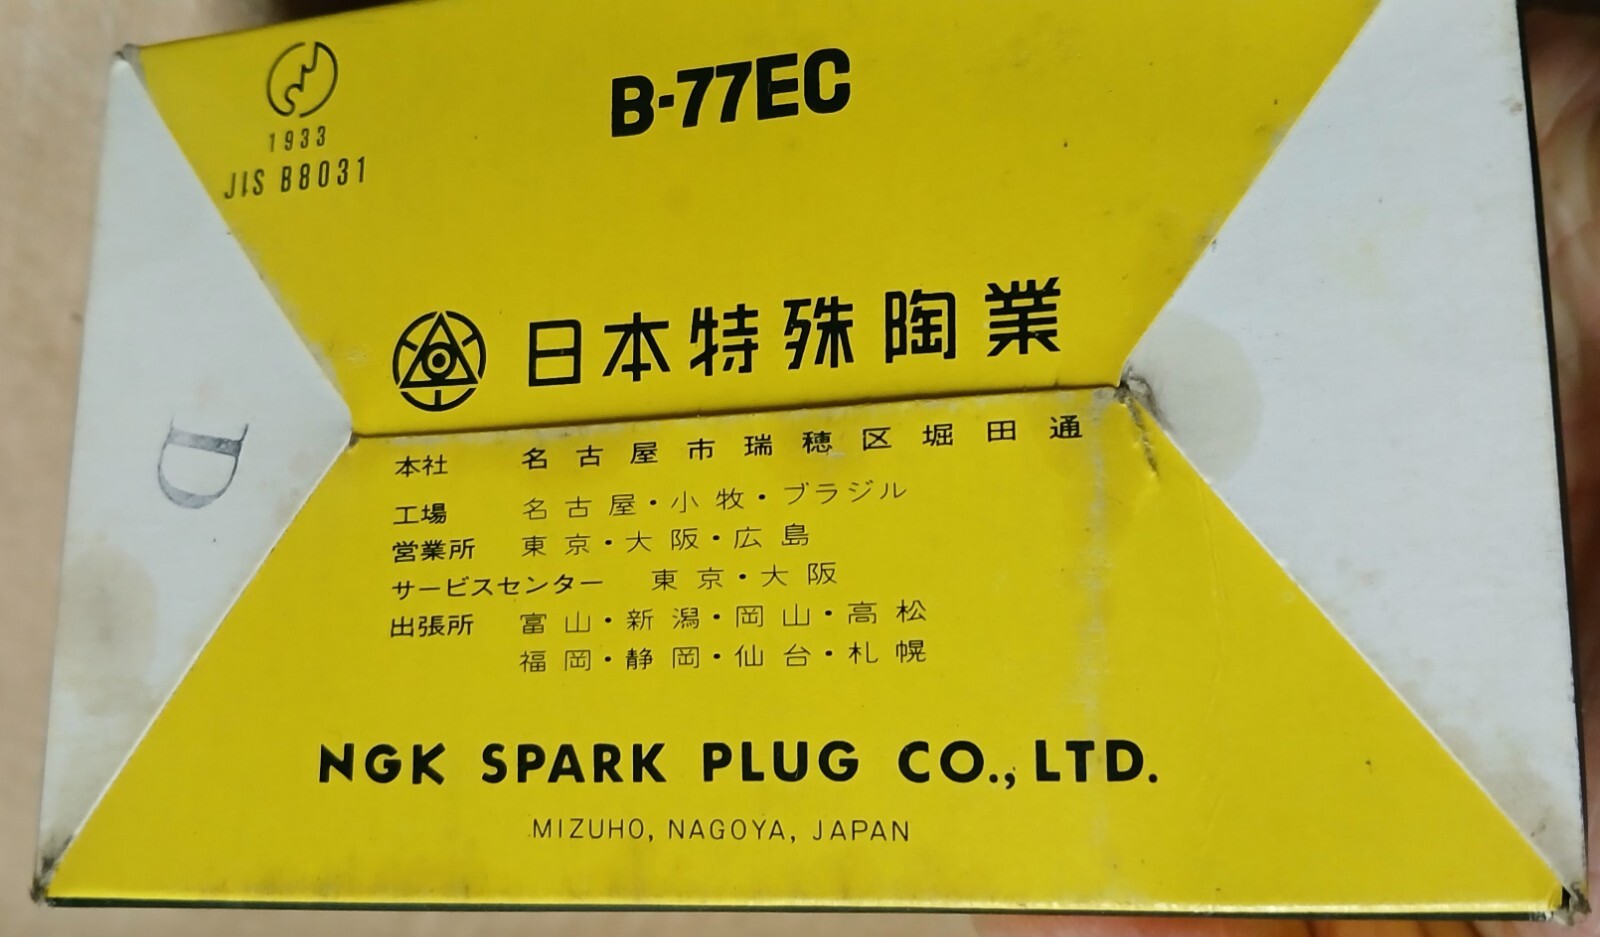 B-77EC
1933
JIS B8031
日本特殊陶業
本社 名古屋市瑞穂区堀田通
工場 名古屋・小牧・ブラジル
営業所 東京・大阪・広島
サービスセンター 東京・大阪
出張所 富山・新潟・岡山・高松
福岡・静岡・仙台・札幌
NGK SPARK PLUG CO., LTD.
MIZUHO, NAGOYA, JAPAN
D